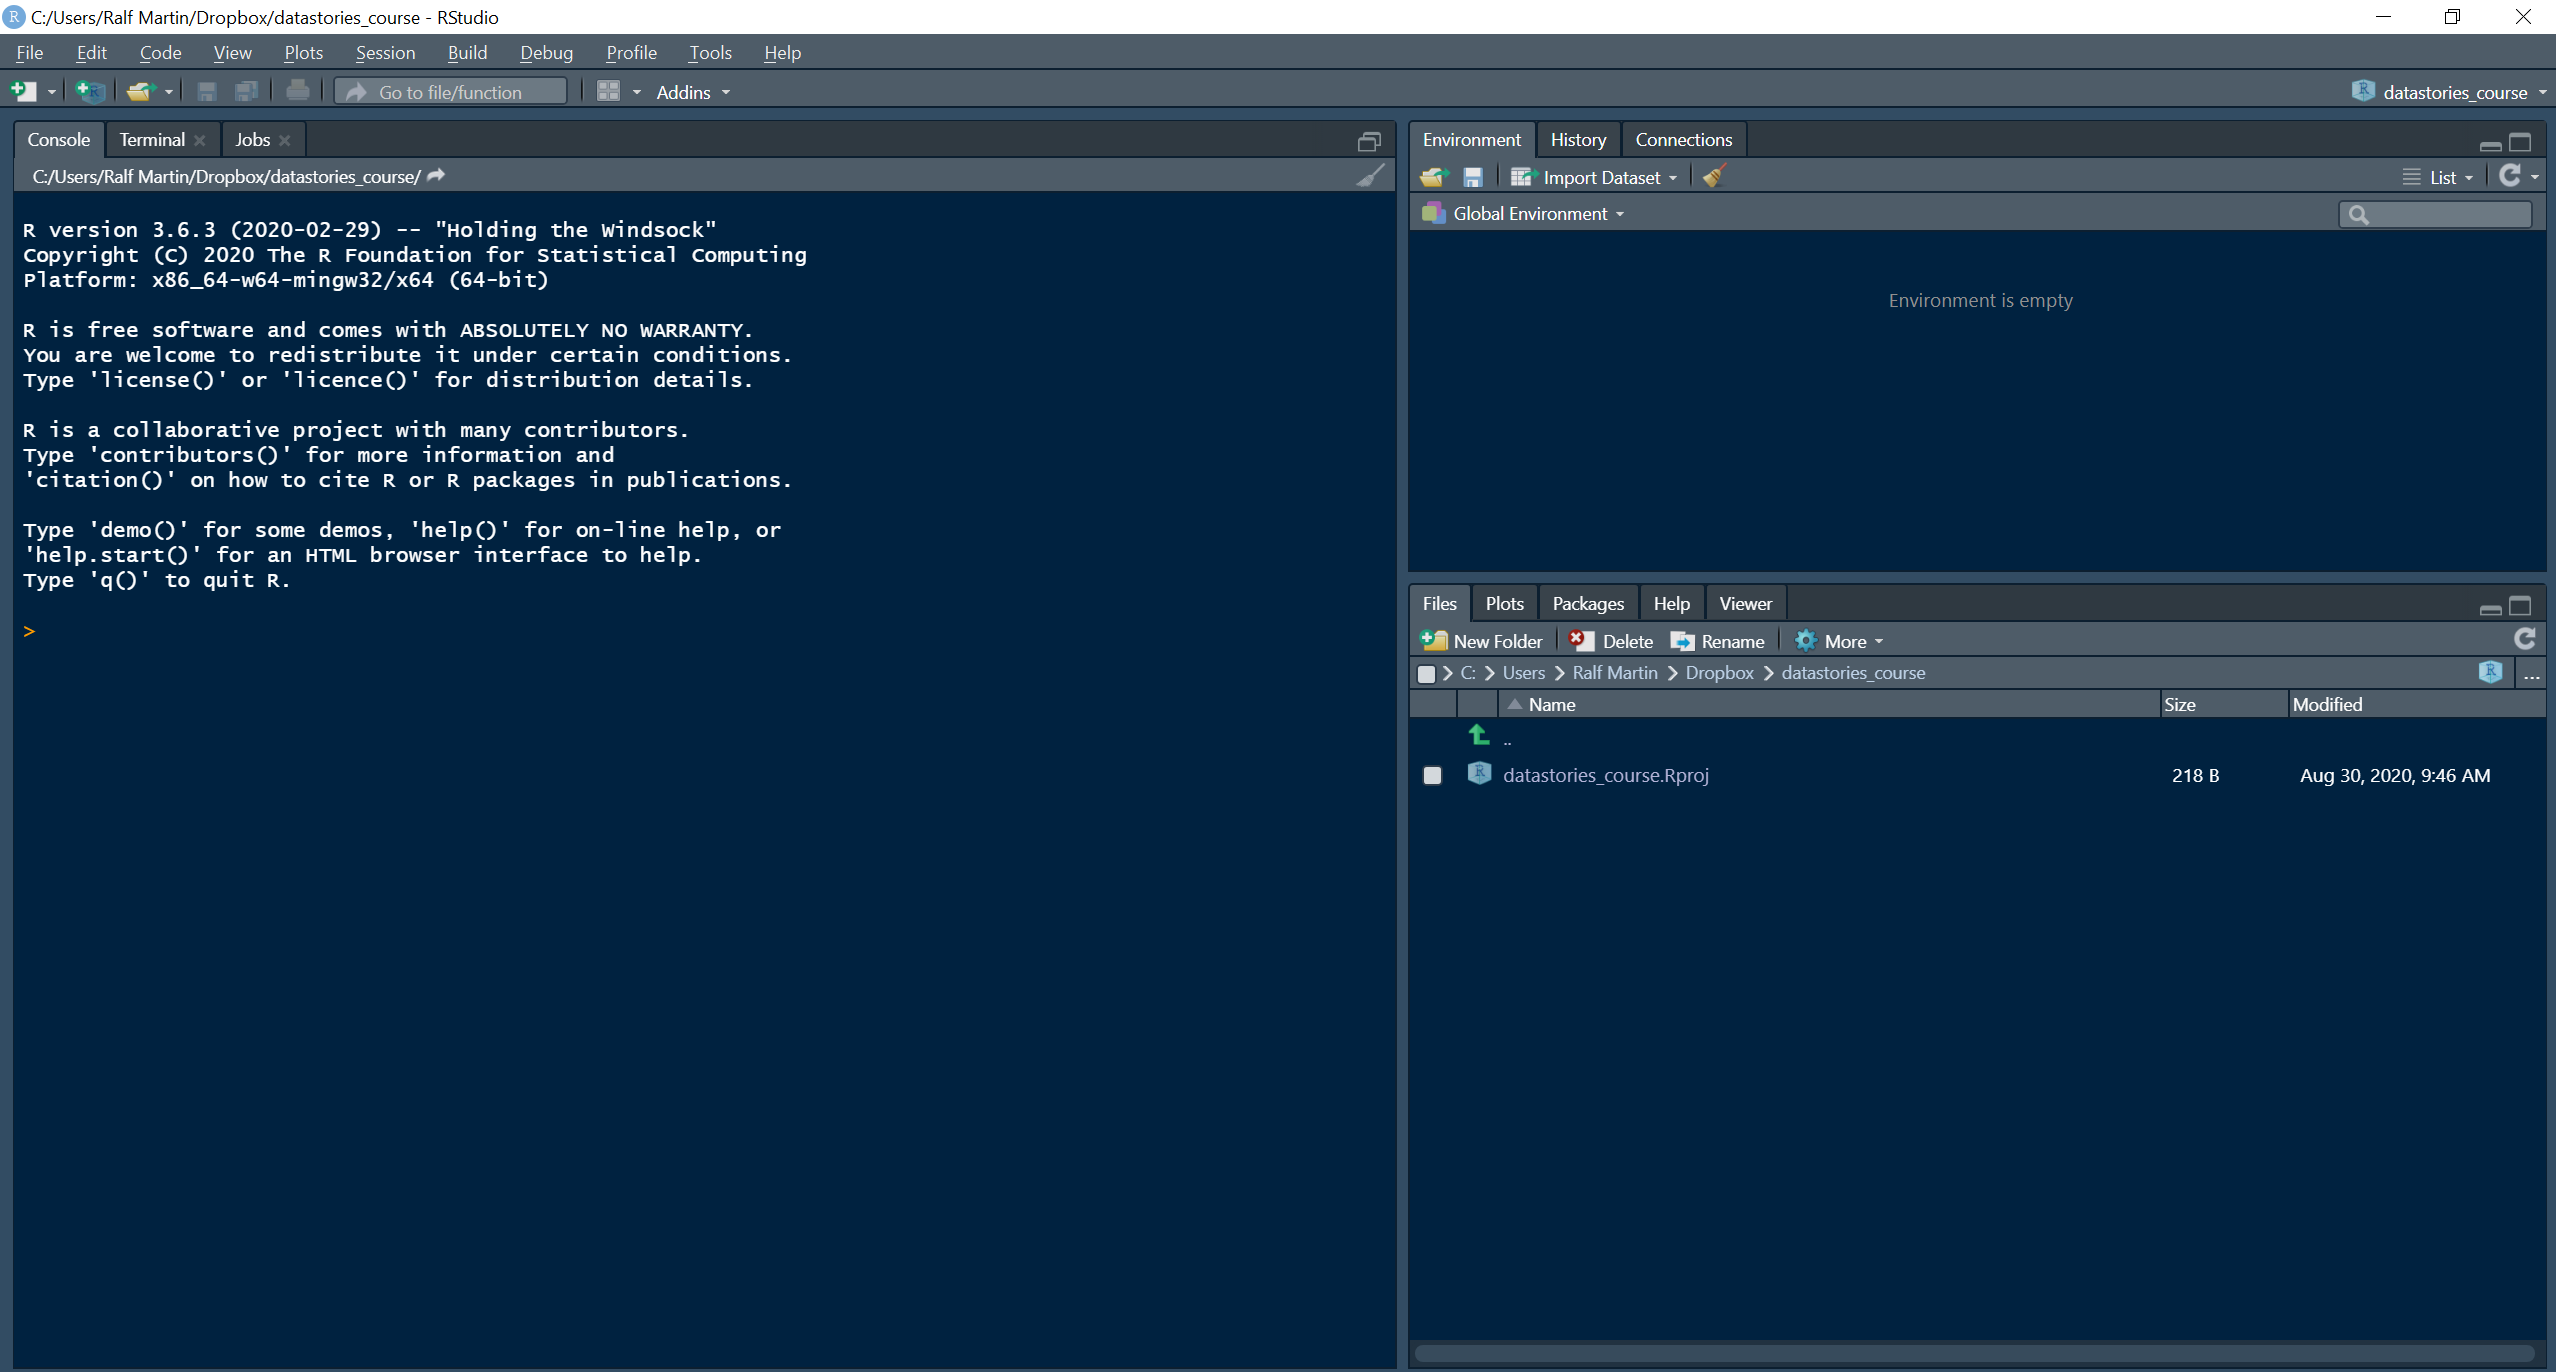 C:/Users/Ralf Martin/Dropbox/datastories_course - RStudio
File Edit Code View Plots Session Build Debug Profile Tools Help
Go to file/function Addins datastories_course
Console Terminal Jobs
C:/Users/Ralf Martin/Dropbox/datastories_course/
R version 3.6.3 (2020-02-29) -- "Holding the Windsock"
Copyright (C) 2020 The R Foundation for Statistical Computing
Platform: x86_64-w64-mingw32/x64 (64-bit)
R is free software and comes with ABSOLUTELY NO WARRANTY.
You are welcome to redistribute it under certain conditions.
Type 'license()' or 'licence()' for distribution details.
R is a collaborative project with many contributors.
Type 'contributors()' for more information and
'citation()' on how to cite R or R packages in publications.
Type 'demo()' for some demos, 'help()' for on-line help, or
'help.start()' for an HTML browser interface to help.
Type 'q()' to quit R.
>
Environment History Connections
Import Dataset List
Global Environment
Environment is empty
Files Plots Packages Help Viewer
New Folder Delete Rename More
C: Users Ralf Martin Dropbox datastories_course ...
Name Size Modified
..
datastories_course.Rproj 218 B Aug 30, 2020, 9:46 AM